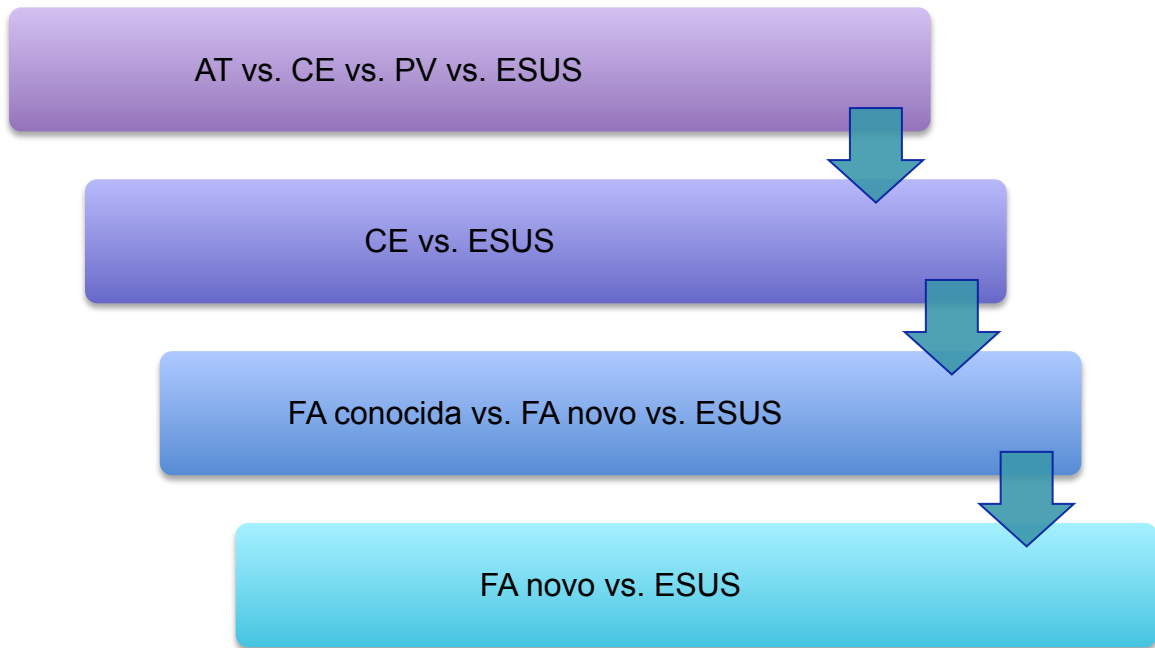 AT vs. CE vs. PV vs. ESUS
CE vs. ESUS
FA conocida vs. FA novo vs. ESUS
FA novo vs. ESUS